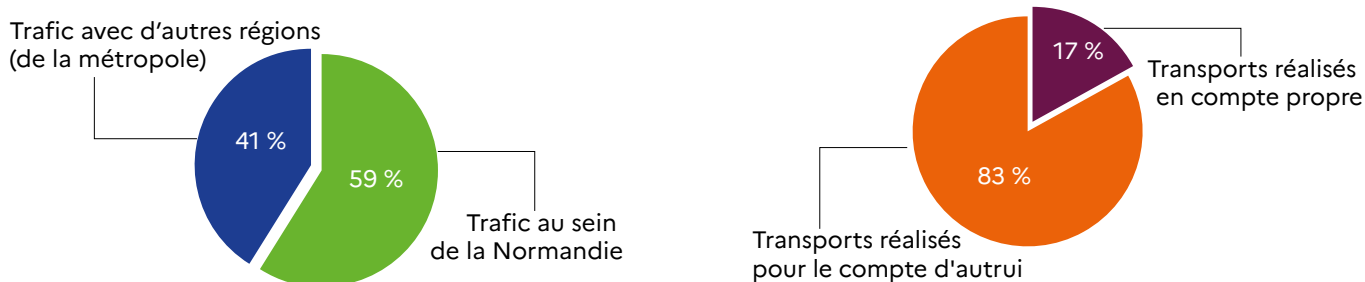 Trafic avec d’autres régions
(de la métropole)
41 %
59 %
Trafic au sein
de la Normandie
17 %
Transports réalisés
en compte propre
83 %
Transports réalisés
pour le compte d'autrui